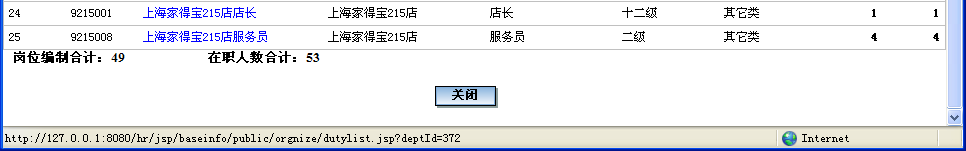 24 9215001 上海家得宝215店店长 上海家得宝215店 店长 十二级 其它类 1 1
25 9215008 上海家得宝215店服务员 上海家得宝215店 服务员 二级 其它类 4 4
岗位编制合计：49 在职人数合计：53
关闭
http://127.0.0.1:8080/hr/jsp/baseinfo/public/orgnize/dutylist.jsp?deptId=372 Internet